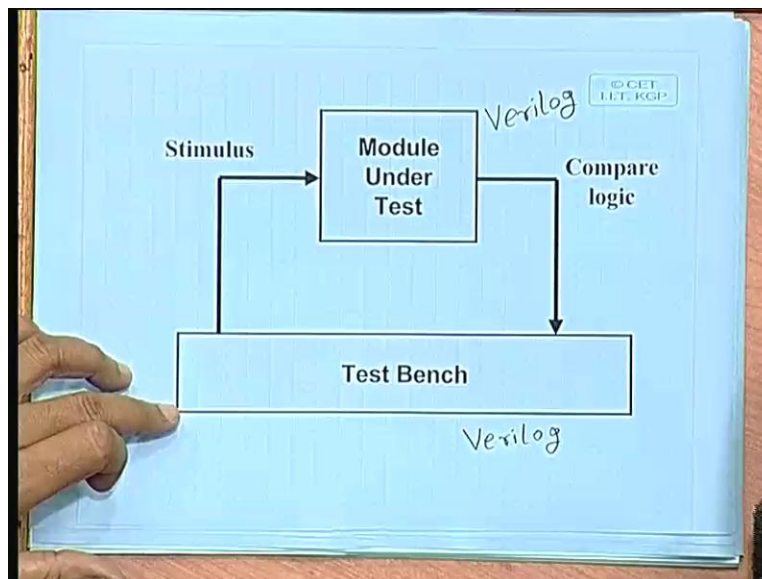 © CET
I.I.T. KGP
Verilog
Stimulus
Module
Under
Test
Compare
logic
Test Bench
Verilog